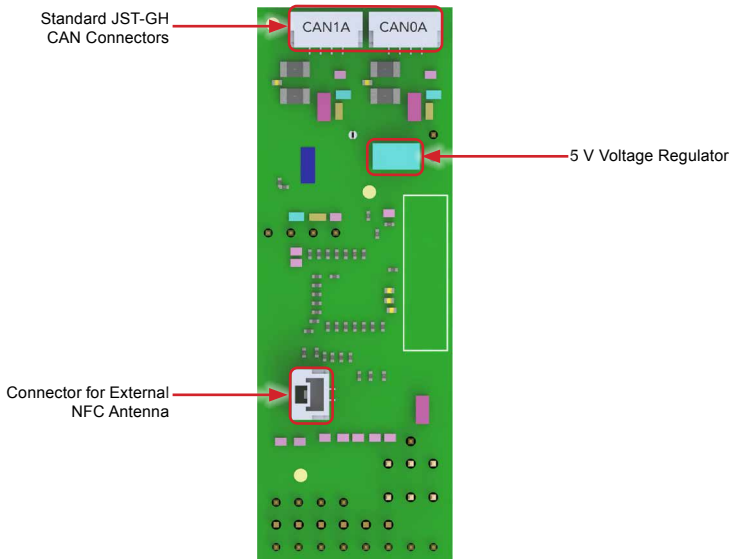 Standard JST-GH
CAN Connectors
CAN1A
CAN0A
5 V Voltage Regulator
Connector for External
NFC Antenna